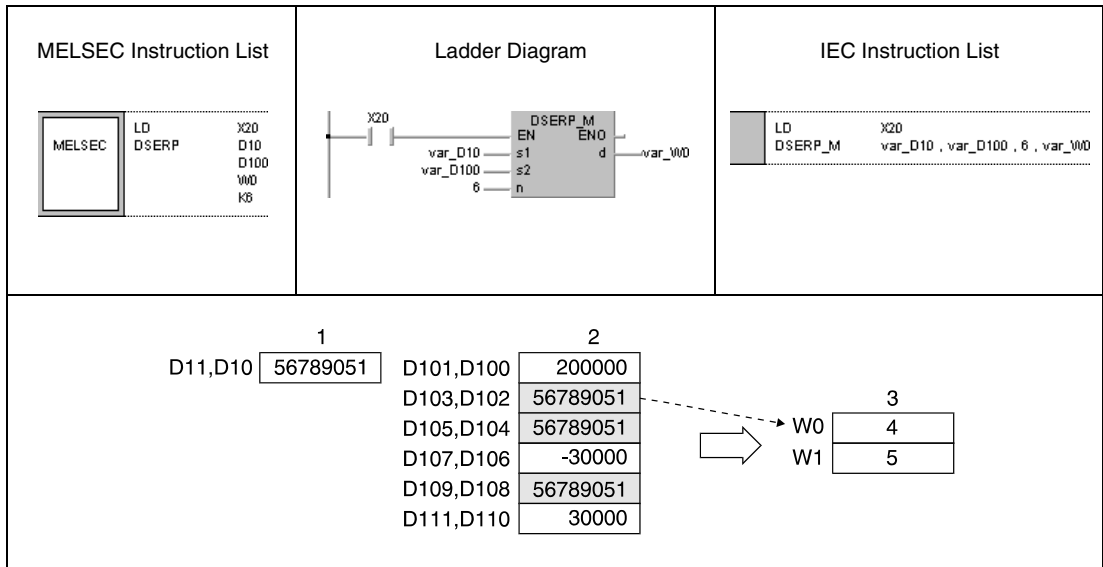 MELSEC Instruction List
MELSEC
LD X20
DSERP D10
D100
W0
K6
Ladder Diagram
X20
DSERP_M
EN ENO
var_D10 s1 d var_W0
var_D100 s2
6 n
IEC Instruction List
LD X20
DSERP_M var_D10 , var_D100 , 6 , var_W0
1
D11,D10 56789051
2
D101,D100 200000
D103,D102 56789051
D105,D104 56789051
D107,D106 -30000
D109,D108 56789051
D111,D110 30000
3
W0 4
W1 5